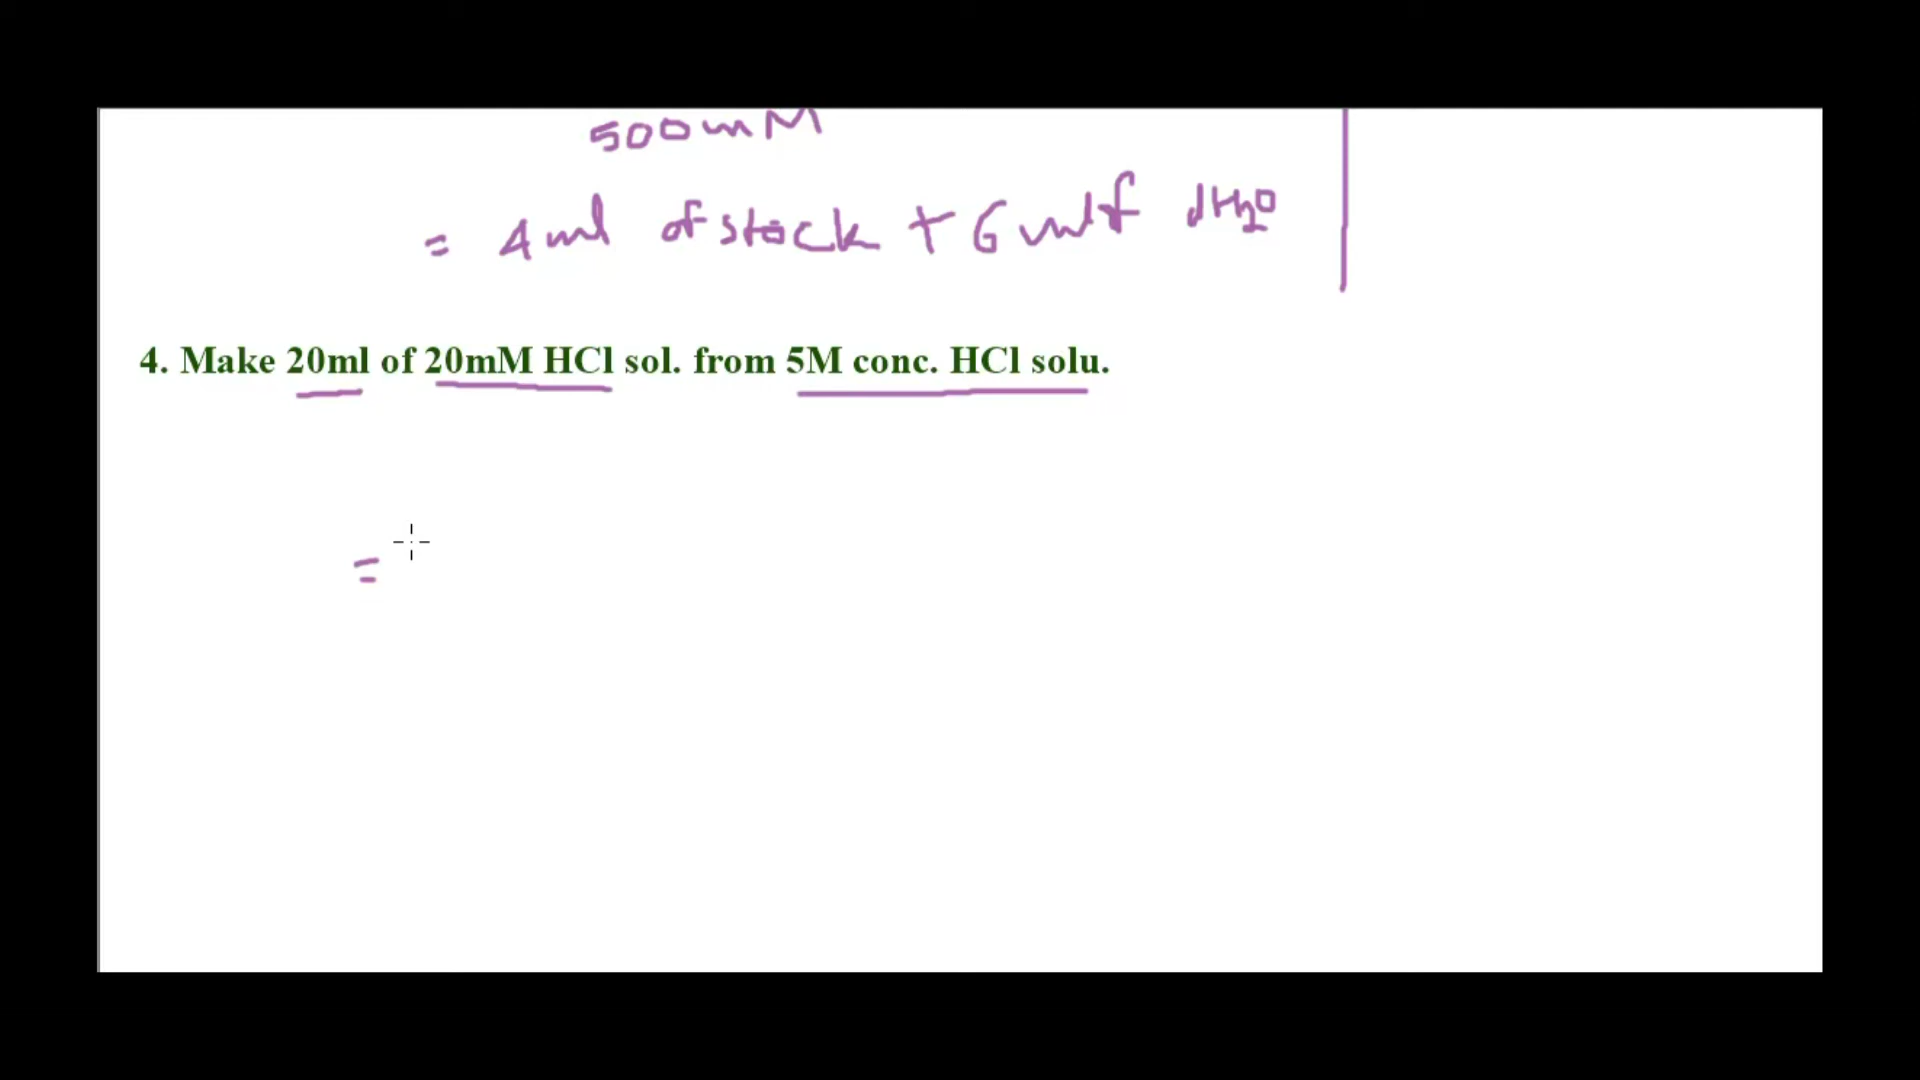 500mM
= 4ml of stock + 6ml of dH2O
4. Make 20ml of 20mM HCl sol. from 5M conc. HCl solu.
=